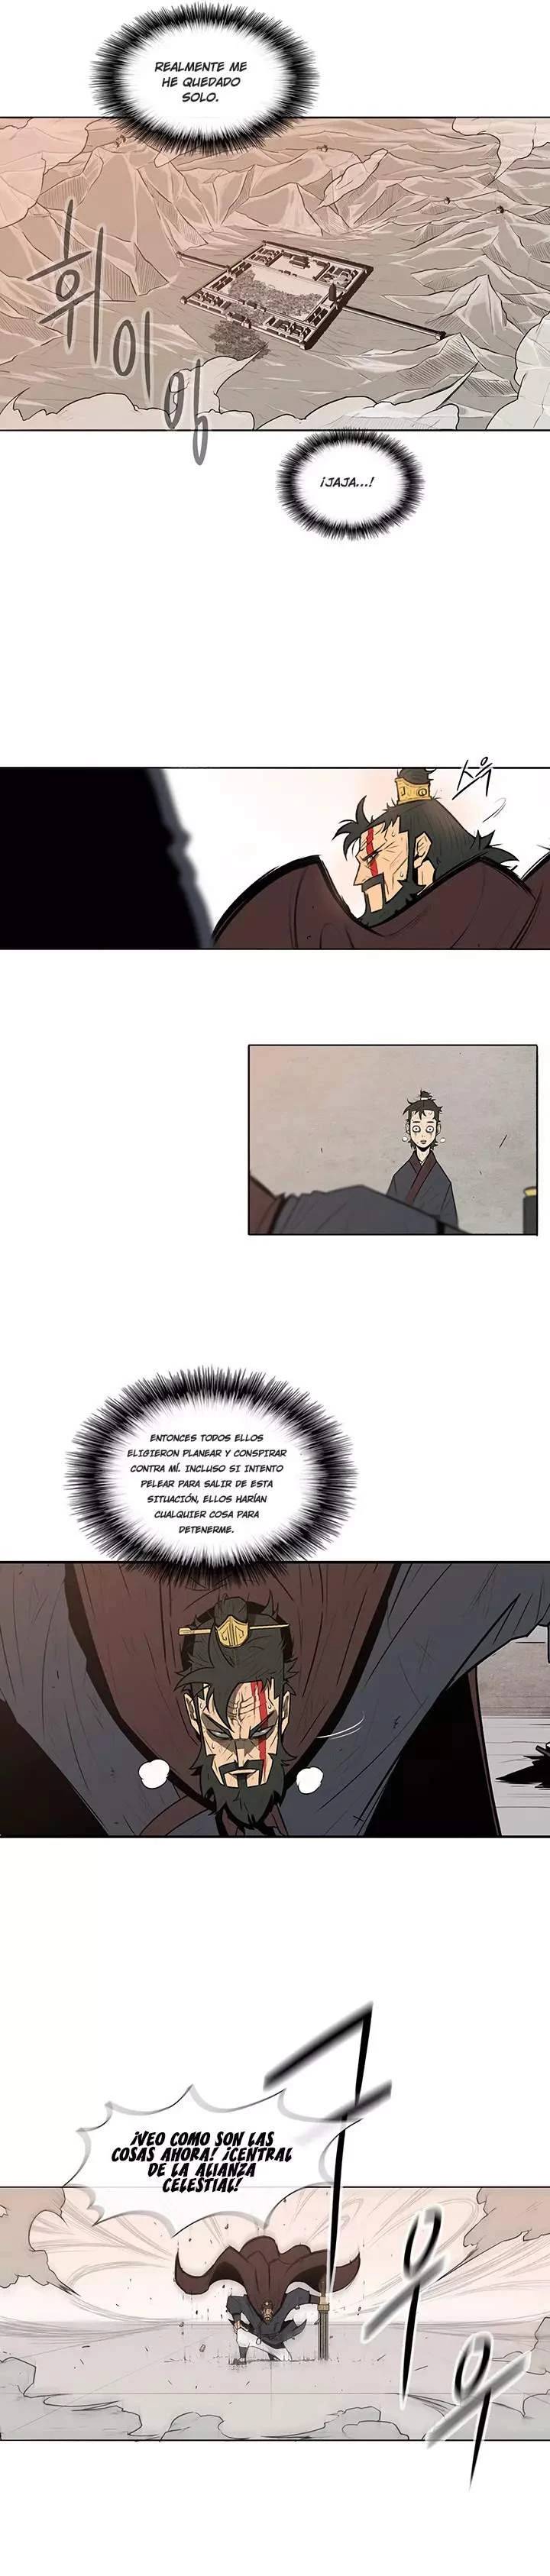 REALMENTE ME
HE QUEDADO
SOLO.
휘이잉
¡JAJA...!
스윽
ENTONCES TODOS ELLOS
ELIGIERON PLANEAR Y CONSPIRAR
CONTRA MÍ. INCLUSO SI INTENTO
PELEAR PARA SALIR DE ESTA
SITUACIÓN, ELLOS HARÍAN
CUALQUIER COSA PARA
DETENERME.
¡VEO COMO SON LAS
COSAS AHORA! ¡CENTRAL
DE LA ALIANZA
CELESTIAL!